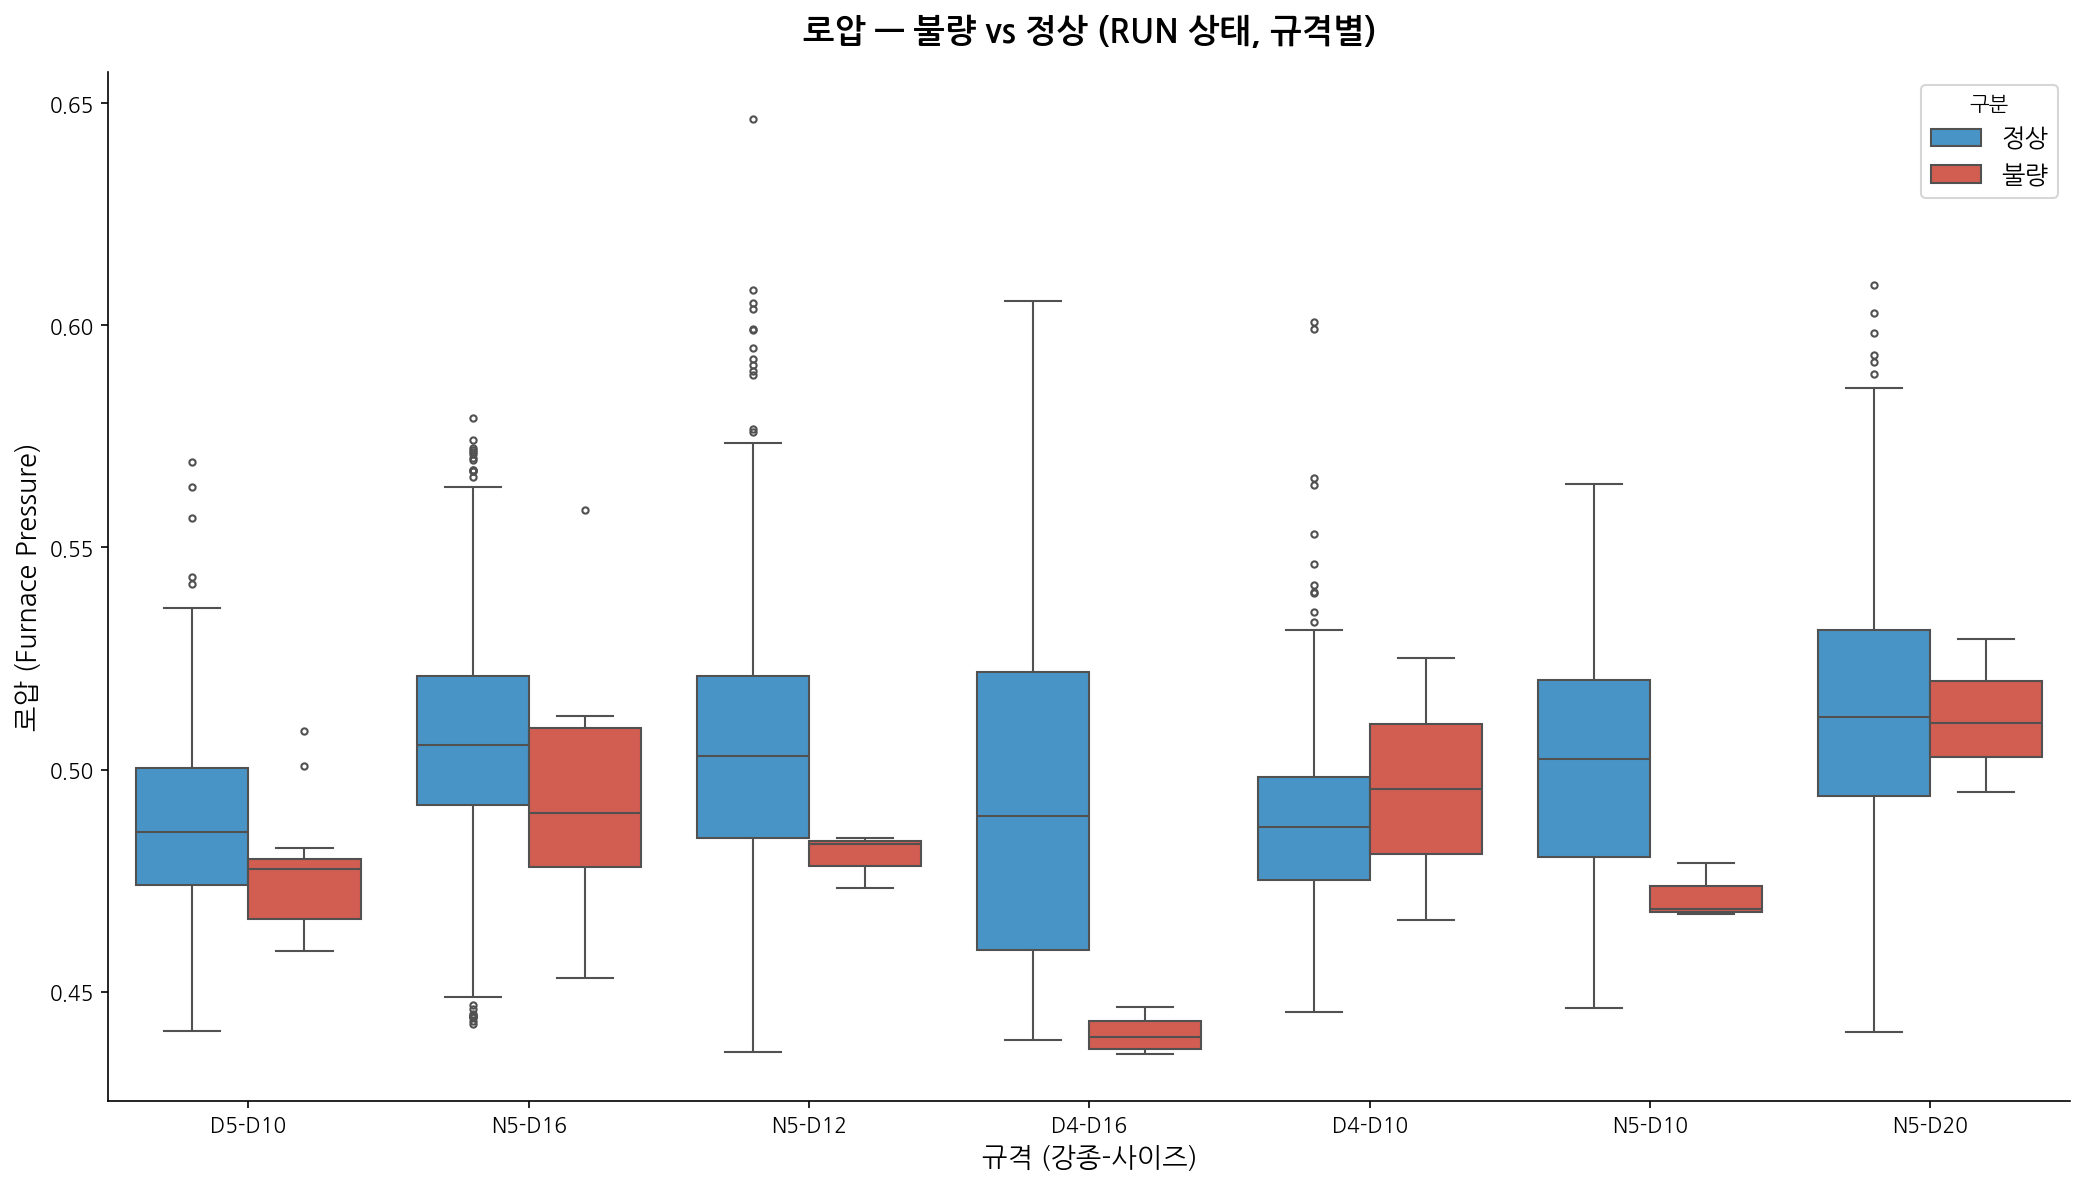 로압 — 불량 vs 정상 (RUN 상태, 규격별)
구분
정상
불량
로압 (Furnace Pressure)
0.65
0.60
0.55
0.50
0.45
D5-D10
N5-D16
N5-D12
D4-D16
D4-D10
N5-D10
N5-D20
규격 (강종-사이즈)